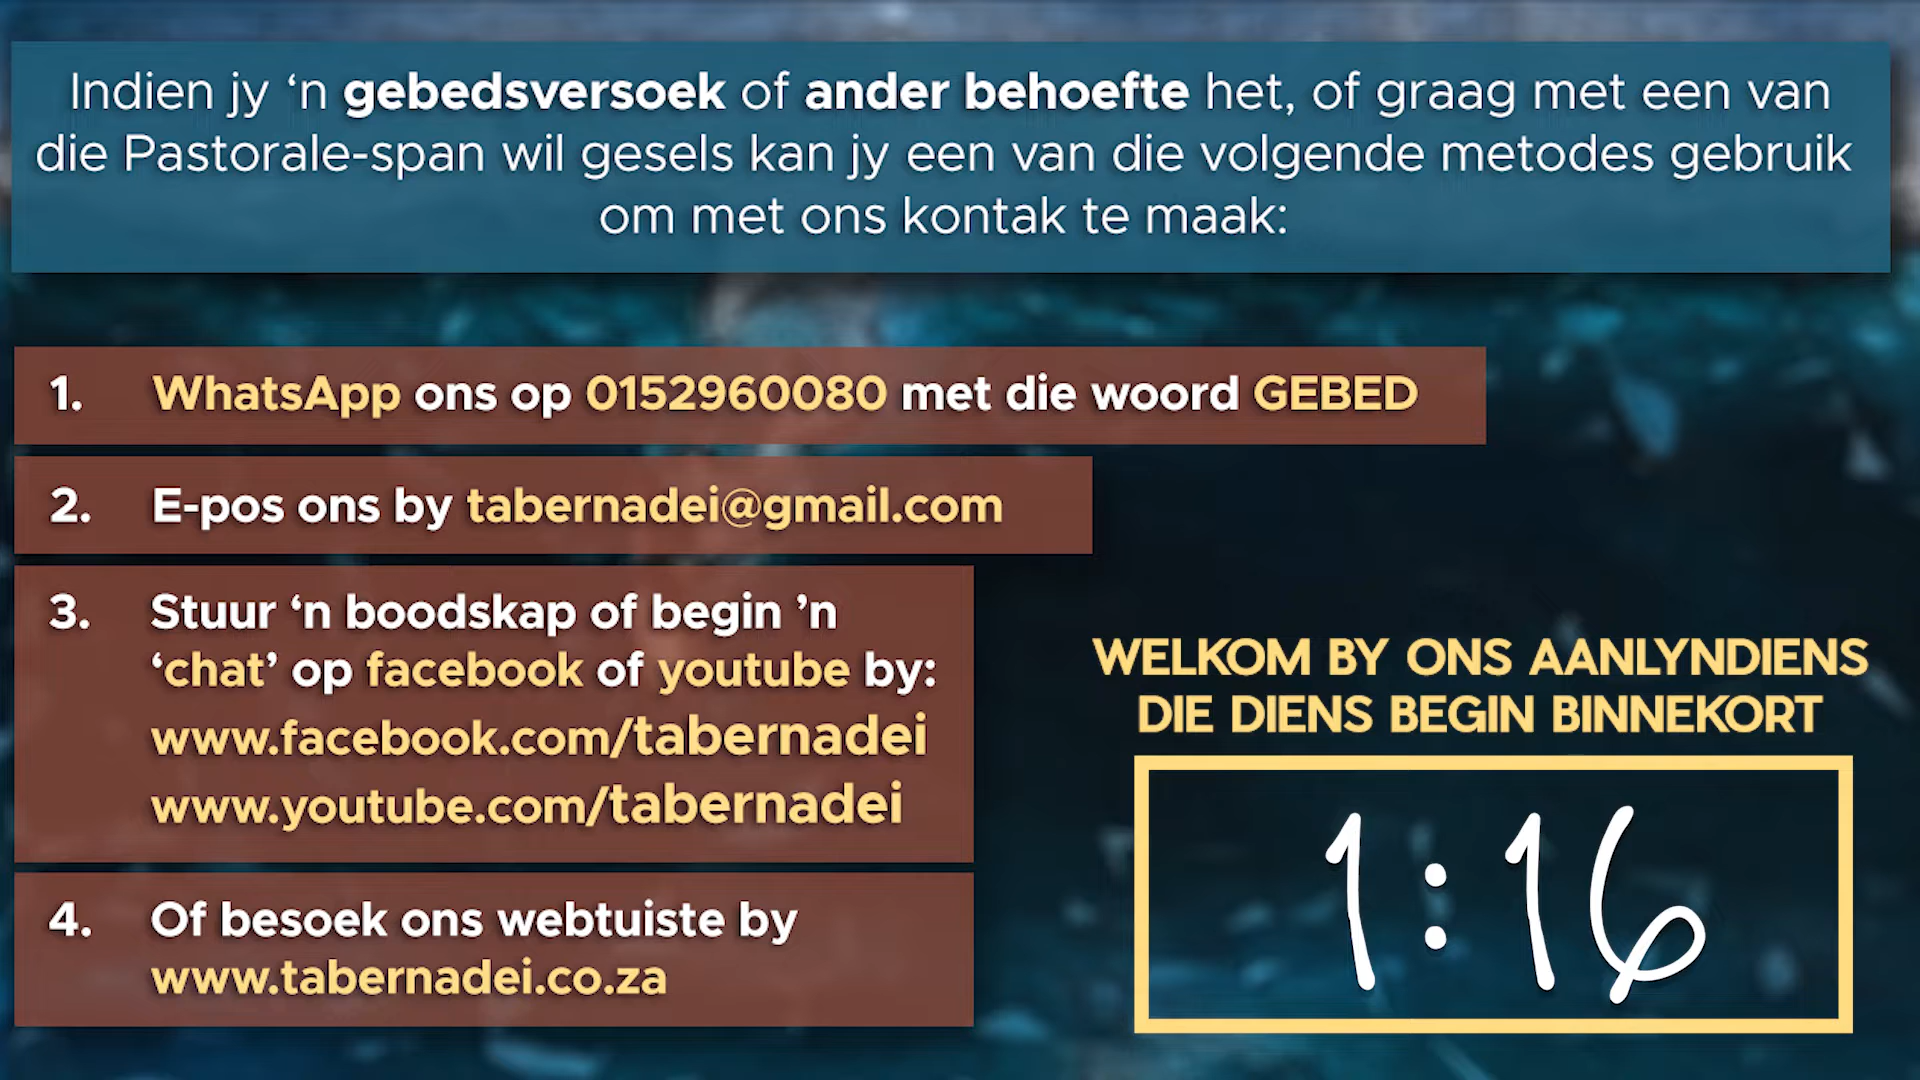 Indien jy ‘n gebedsversoek of ander behoefte het, of graag met een van
die Pastorale-span wil gesels kan jy een van die volgende metodes gebruik
om met ons kontak te maak:
1. WhatsApp ons op 0152960080 met die woord GEBED
2. E-pos ons by tabernadei@gmail.com
3. Stuur ‘n boodskap of begin ’n
‘chat’ op facebook of youtube by:
www.facebook.com/tabernadei
www.youtube.com/tabernadei
4. Of besoek ons webtuiste by
www.tabernadei.co.za
WELKOM BY ONS AANLYNDIENS
DIE DIENS BEGIN BINNEKORT
1:16